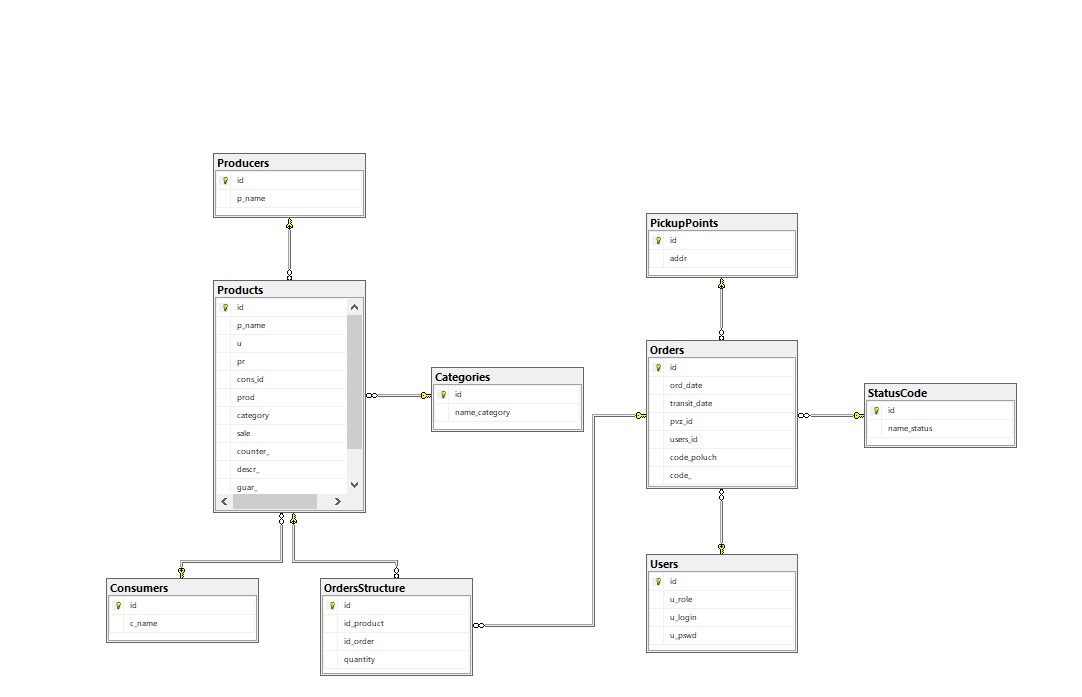 Producers
id
p_name
Products
id
p_name
u
pr
cons_id
prod
category
sale
counter_
descr_
guar_
Categories
id
name_category
Consumers
id
c_name
OrdersStructure
id
id_product
id_order
quantity
PickupPoints
id
addr
Orders
id
ord_date
transit_date
pvz_id
users_id
code_poluch
code_
StatusCode
id
name_status
Users
id
u_role
u_login
u_pswd